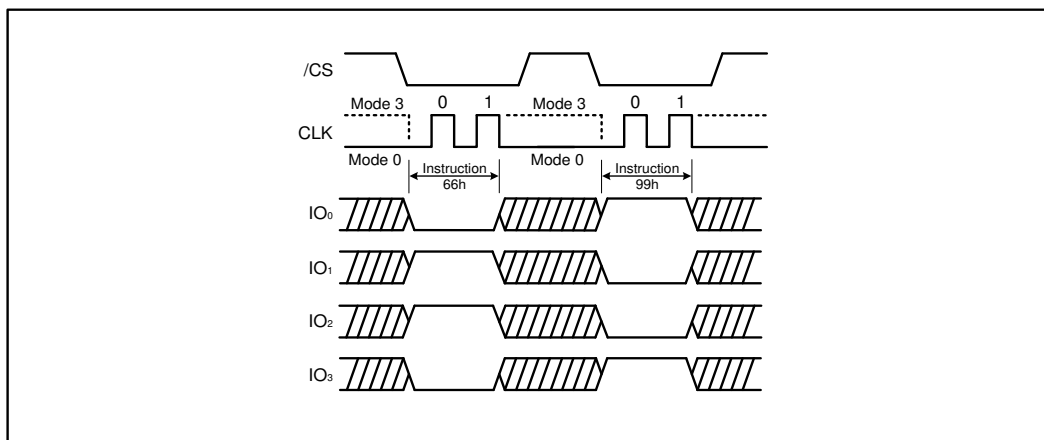 /CS
Mode 3 0 1 Mode 3 0 1
CLK
Mode 0 Mode 0
Instruction Instruction
66h 99h
IO₀
IO₁
IO₂
IO₃